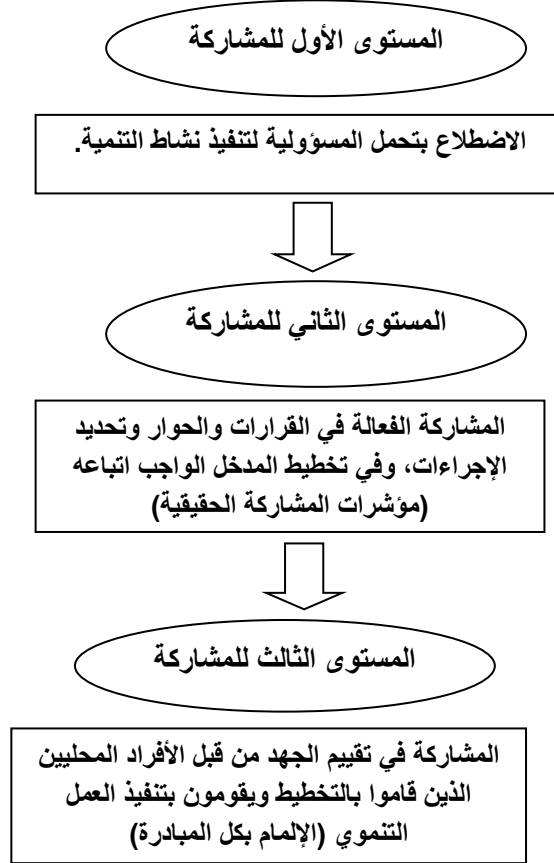 المستوى الأول للمشاركة
الاضطلاع بتحمل المسؤولية لتنفيذ نشاط التنمية.
المستوى الثاني للمشاركة
المشاركة الفعالة في القرارات والحوار وتحديد
الإجراءات، وفي تخطيط المدخل الواجب اتباعه
(مؤشرات المشاركة الحقيقية)
المستوى الثالث للمشاركة
المشاركة في تقييم الجهد من قبل الأفراد المحليين
الذين قاموا بالتخطيط ويقومون بتنفيذ العمل
التنموي (الإلمام بكل المبادرة)